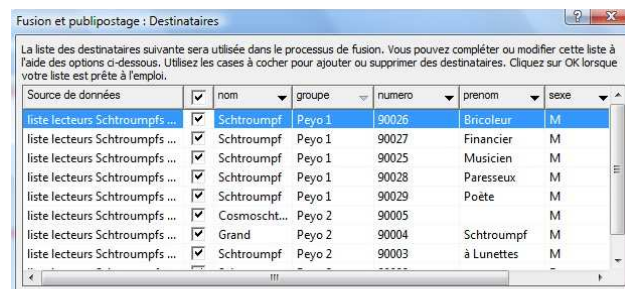 Fusion et publipostage : Destinataires
La liste des destinataires suivante sera utilisée dans le processus de fusion. Vous pouvez compléter ou modifier cette liste à
l'aide des options ci-dessous. Utilisez les cases à cocher pour ajouter ou supprimer des destinataires. Cliquez sur OK lorsque
votre liste est prête à l'emploi.
Source de données nom groupe numero prenom sexe
liste lecteurs Schtroumpfs ... Schtroumpf Peyo 1 90026 Bricoleur M
liste lecteurs Schtroumpfs ... Schtroumpf Peyo 1 90027 Financier M
liste lecteurs Schtroumpfs ... Schtroumpf Peyo 1 90025 Musicien M
liste lecteurs Schtroumpfs ... Schtroumpf Peyo 1 90028 Paresseux M
liste lecteurs Schtroumpfs ... Schtroumpf Peyo 1 90029 Poète M
liste lecteurs Schtroumpfs ... Cosmoscht... Peyo 2 90005 M
liste lecteurs Schtroumpfs ... Grand Peyo 2 90004 Schtroumpf M
liste lecteurs Schtroumpfs ... Schtroumpf Peyo 2 90003 à Lunettes M